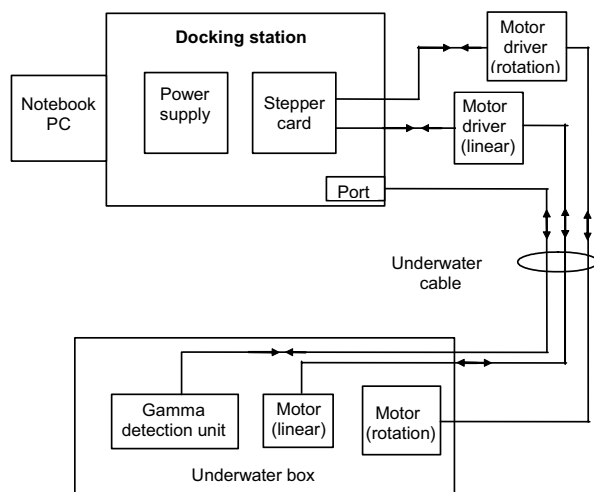 Docking station
Motor
driver
(rotation)
Notebook
PC
Power
supply
Stepper
card
Motor
driver
(linear)
Port
Underwater
cable
Gamma
detection unit
Motor
(linear)
Motor
(rotation)
Underwater box